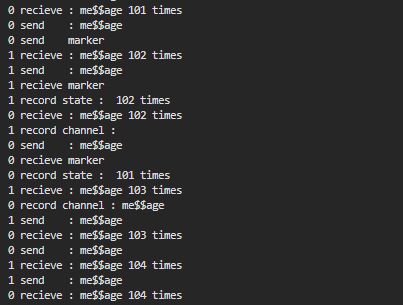 0 recieve : me$$age 101 times
0 send    : me$$age
0 send    marker
1 recieve : me$$age 102 times
1 send    : me$$age
1 recieve marker
1 record state :  102 times
0 recieve : me$$age 102 times
1 record channel :
0 send    : me$$age
0 recieve marker
0 record state :  101 times
1 recieve : me$$age 103 times
0 record channel : me$$age
1 send    : me$$age
0 recieve : me$$age 103 times
0 send    : me$$age
1 recieve : me$$age 104 times
1 send    : me$$age
0 recieve : me$$age 104 times